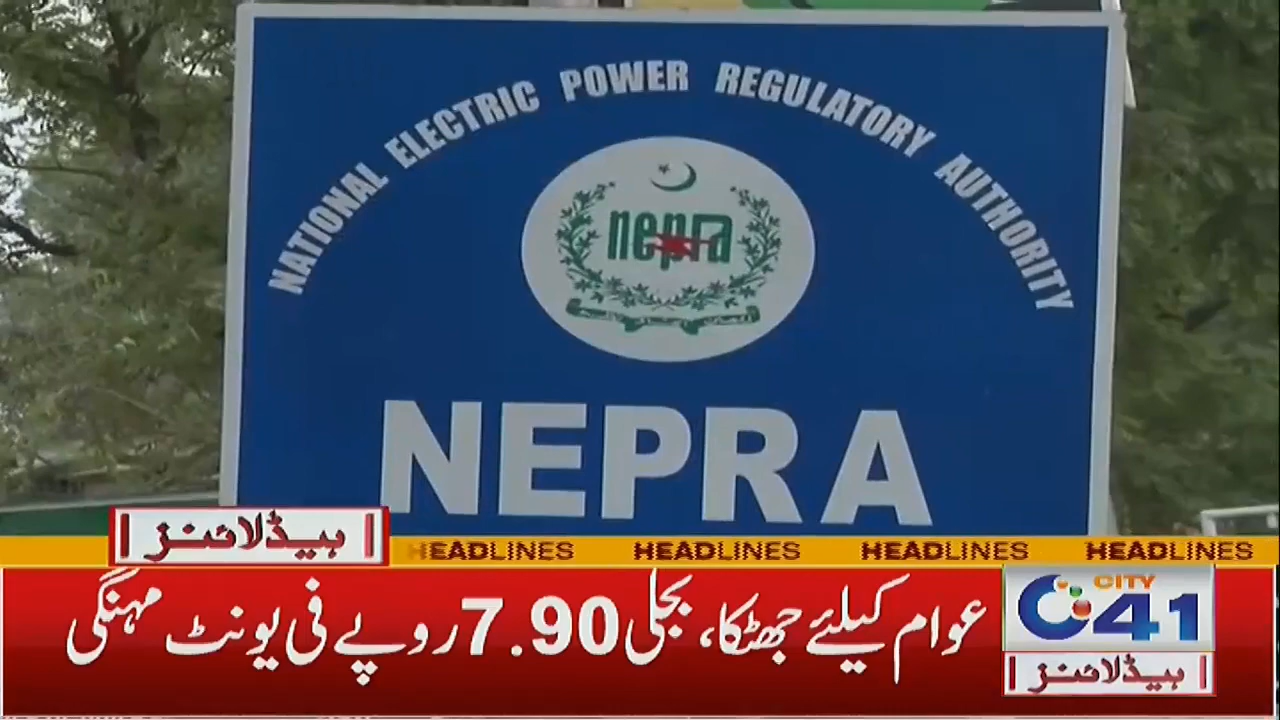 NATIONAL ELECTRIC POWER REGULATORY AUTHORITY
nepra
NEPRA
ہیڈلائنز
HEADLINES HEADLINES HEADLINES HEADLINES
عوام کیلئے جھٹکا، بجلی 7.90 روپے فی یونٹ مہنگی
CITY
41
ہیڈلائنز